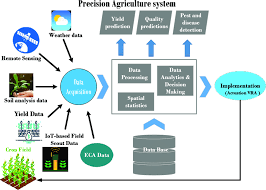 Precision Agriculture system
Weather data
Remote Sensing
Soil analysis data
Yield Data
IoT-based Field
Scout Data
ECA Data
Crop Field
Data
Acquisition
Yield
prediction
Quality
predictions
Pest and
disease
detection
Data
Processing
Spatial
statistics
Data
Analytics &
Decision
Making
Data Base
Implementation
(Actuation VRA)